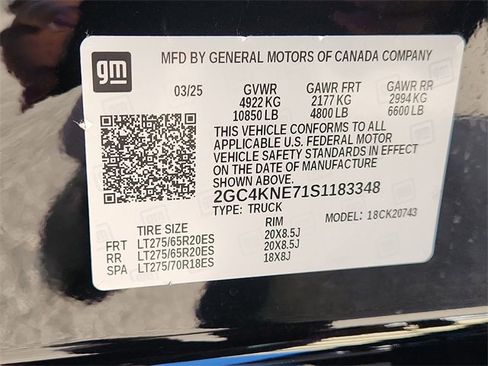 gm
MFD BY GENERAL MOTORS OF CANADA COMPANY
03/25 GVWR GAWR FRT GAWR RR
4922 KG 2177 KG 2994 KG
10850 LB 4800 LB 6600 LB
THIS VEHICLE CONFORMS TO ALL
APPLICABLE U.S. FEDERAL MOTOR
VEHICLE SAFETY STANDARDS IN EFFECT
ON THE DATE OF MANUFACTURE
SHOWN ABOVE.
2GC4KNE71S1183348
TYPE: TRUCK MODEL: 18CK20743
TIRE SIZE RIM
FRT LT275/65R20ES 20X8.5J
RR LT275/65R20ES 20X8.5J
SPA LT275/70R18ES 18X8J